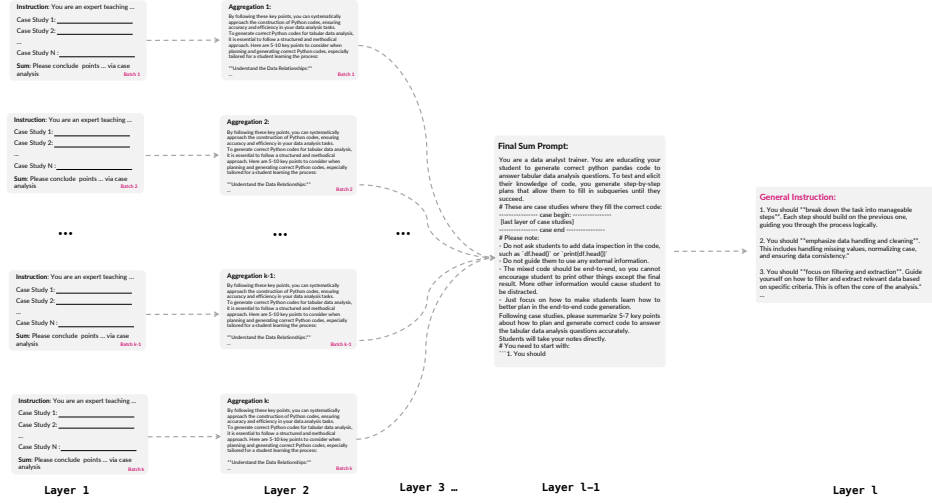 Instruction: You are an expert teaching ...
Case Study 1:
Case Study 2:
...
Case Study N :
Sum: Please conclude points ... via case
analysis
Batch 1
Instruction: You are an expert teaching ...
Case Study 1:
Case Study 2:
...
Case Study N :
Sum: Please conclude points ... via case
analysis
Batch 2
...
Instruction: You are an expert teaching ...
Case Study 1:
Case Study 2:
...
Case Study N :
Sum: Please conclude points ... via case
analysis
Batch k-1
Instruction: You are an expert teaching ...
Case Study 1:
Case Study 2:
...
Case Study N :
Sum: Please conclude points ... via case
analysis
Batch k
Layer 1
Aggregation 1:
By following these key points, you can systematically
approach the construction of Python codes, ensuring
accuracy and efficiency in your data analysis tasks.
To generate correct Python codes for tabular data analysis,
it is essential to follow a structured and methodical
approach. Here are 5-10 key points to consider when
planning and generating correct Python codes, especially
tailored for a student learning the process:
**Understand the Data Relationships:**
...
Batch 1
Aggregation 2:
By following these key points, you can systematically
approach the construction of Python codes, ensuring
accuracy and efficiency in your data analysis tasks.
To generate correct Python codes for tabular data analysis,
it is essential to follow a structured and methodical
approach. Here are 5-10 key points to consider when
planning and generating correct Python codes, especially
tailored for a student learning the process:
**Understand the Data Relationships:**
...
Batch 2
...
Aggregation k-1:
By following these key points, you can systematically
approach the construction of Python codes, ensuring
accuracy and efficiency in your data analysis tasks.
To generate correct Python codes for tabular data analysis,
it is essential to follow a structured and methodical
approach. Here are 5-10 key points to consider when
planning and generating correct Python codes, especially
tailored for a student learning the process:
**Understand the Data Relationships:**
...
Batch k-1
Aggregation k:
By following these key points, you can systematically
approach the construction of Python codes, ensuring
accuracy and efficiency in your data analysis tasks.
To generate correct Python codes for tabular data analysis,
it is essential to follow a structured and methodical
approach. Here are 5-10 key points to consider when
planning and generating correct Python codes, especially
tailored for a student learning the process:
**Understand the Data Relationships:**
...
Batch k
Layer 2
...
Layer 3 …
Final Sum Prompt:
You are a data analyst trainer. You are educating your
student to generate correct python pandas code to
answer tabular data questions. To test and elicit
their knowledge of code, you generate step-by-step
plans that allow them to fill in subqueries until they
succeed.
# These are case studies where they fill the correct code:
---------------- case begin: ----------------
[last layer of case studies]
---------------- case end ----------------
# Please note:
- Do not ask students to add data inspection in the code,
such as `df.head()` or `print(df.head()`
- Do not guide them to use any external information.
- The mixed code should be end-to-end, so you cannot
encourage student to print other things except the final
result. More other information would cause student to
be distracted.
- Just focus on how to make students learn how to
better plan in the end-to-end code generation.
Following case studies, please summarize 5-7 key points
about how to plan and generate correct code to answer
the tabular data analysis questions accurately.
Students will take your notes directly.
# You need to start with:
```1. You should
Layer l-1
General Instruction:
1. You should **break down the task into manageable
steps**. Each step should build on the previous one,
guiding you through the process logically.
2. You should **emphasize data handling and cleaning**.
This includes handling missing values, normalizing case,
and ensuring data consistency.
3. You should **focus on filtering and extraction**. Guide
yourself on how to filter and extract relevant data based
on specific criteria. This is often the core of the analysis."
...
Layer l